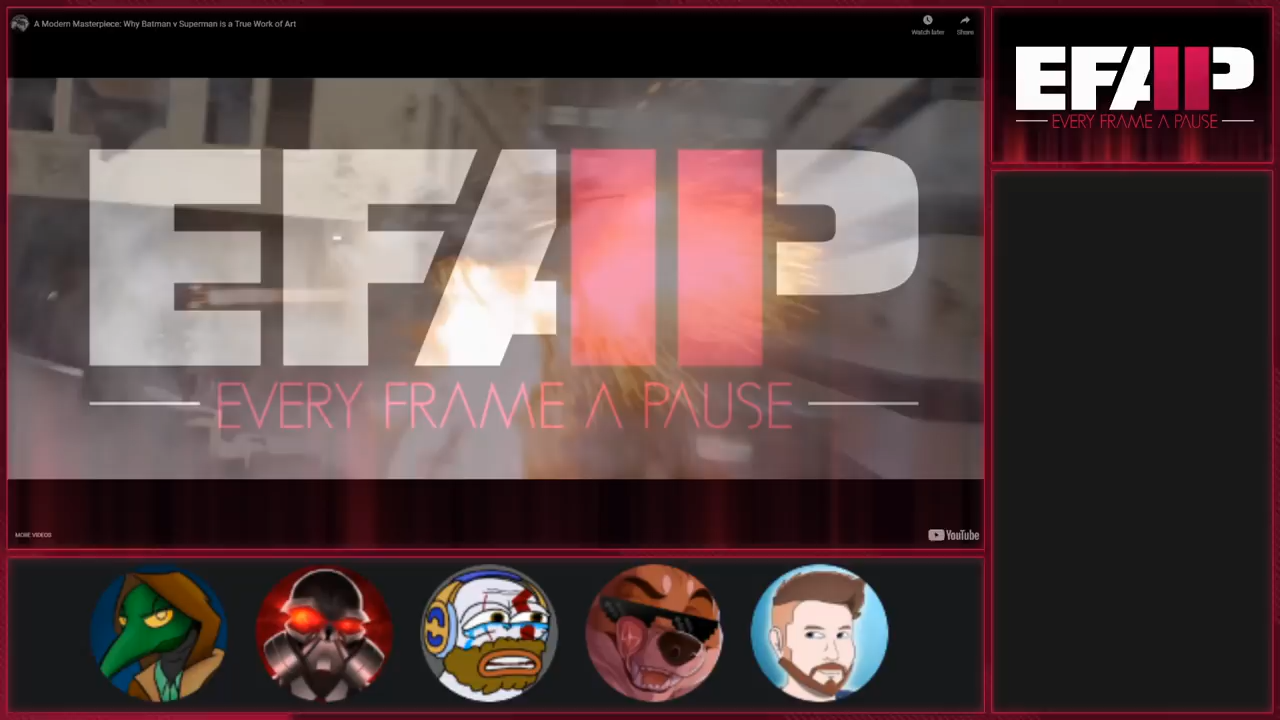 A Modern Masterpiece: Why Batman v Superman is a True Work of Art
Watch later
Share
EFAP
EVERY FRAME A PAUSE
MORE VIDEOS
YouTube
EFAP
EVERY FRAME A PAUSE